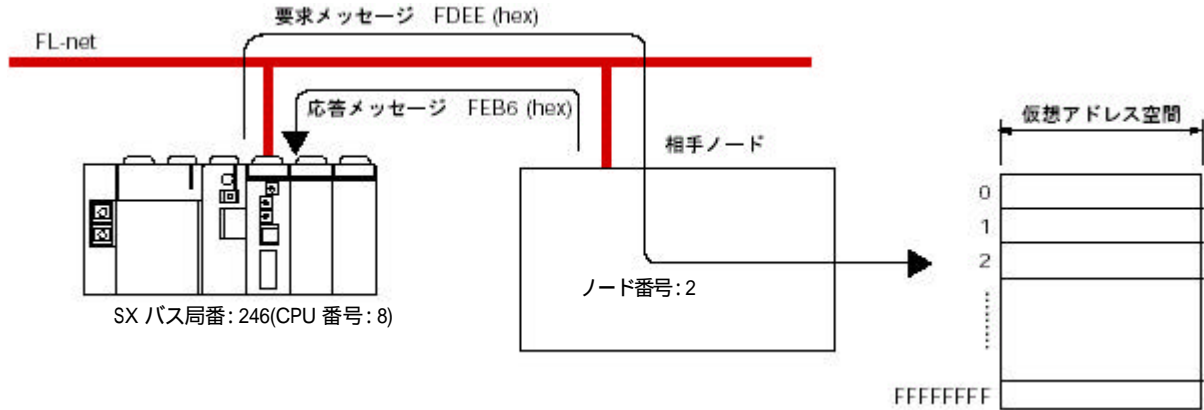 要求メッセージ FDEE (hex)
FL-net
応答メッセージ FEB6 (hex)
仮想アドレス空間
相手ノード
0
1
2
ノード番号：2
SX バス局番：246(CPU 番号：8)
FFFFFFFF